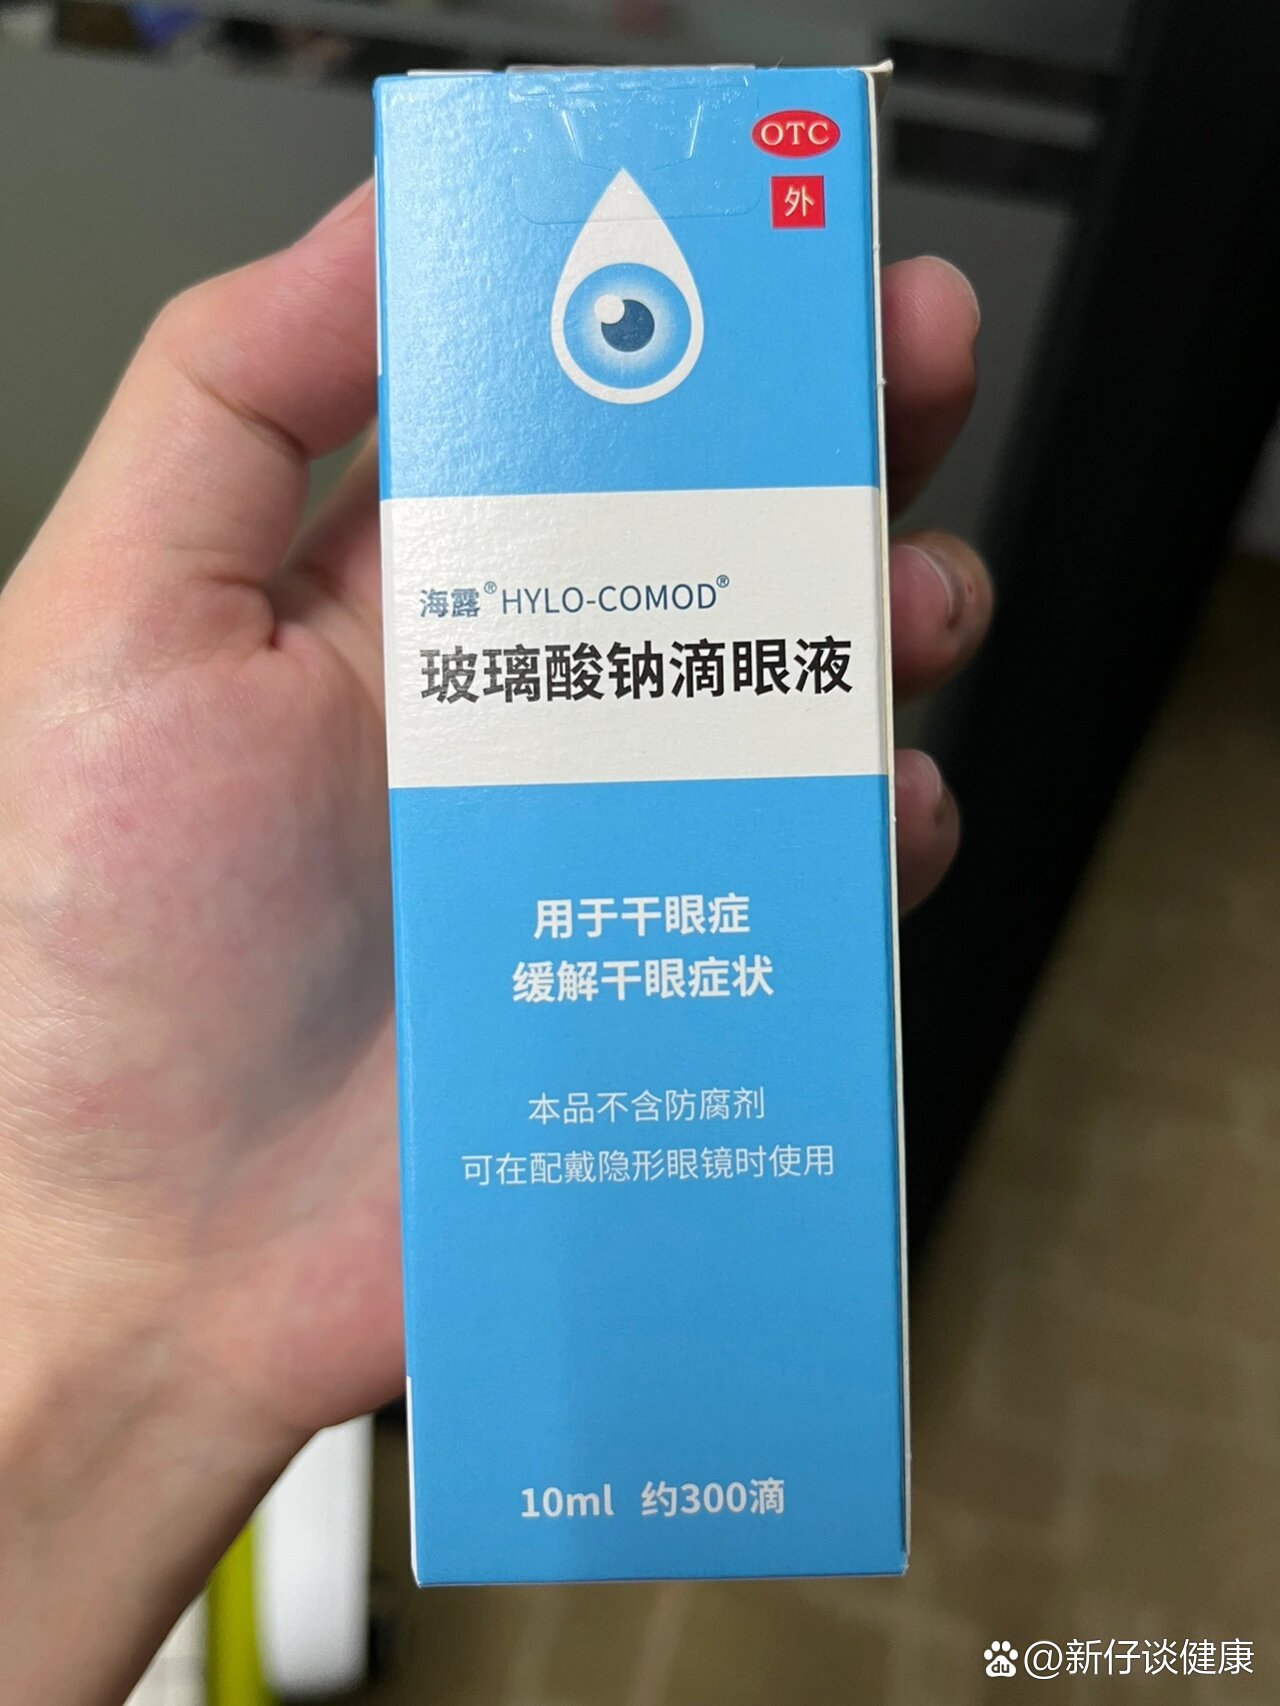 OTC
外
海露®HYLO-COMOD®
玻璃酸钠滴眼液
用于干眼症
缓解干眼症状
本品不含防腐剂
可在配戴隐形眼镜时使用
10ml 约300滴
du @新仔谈健康